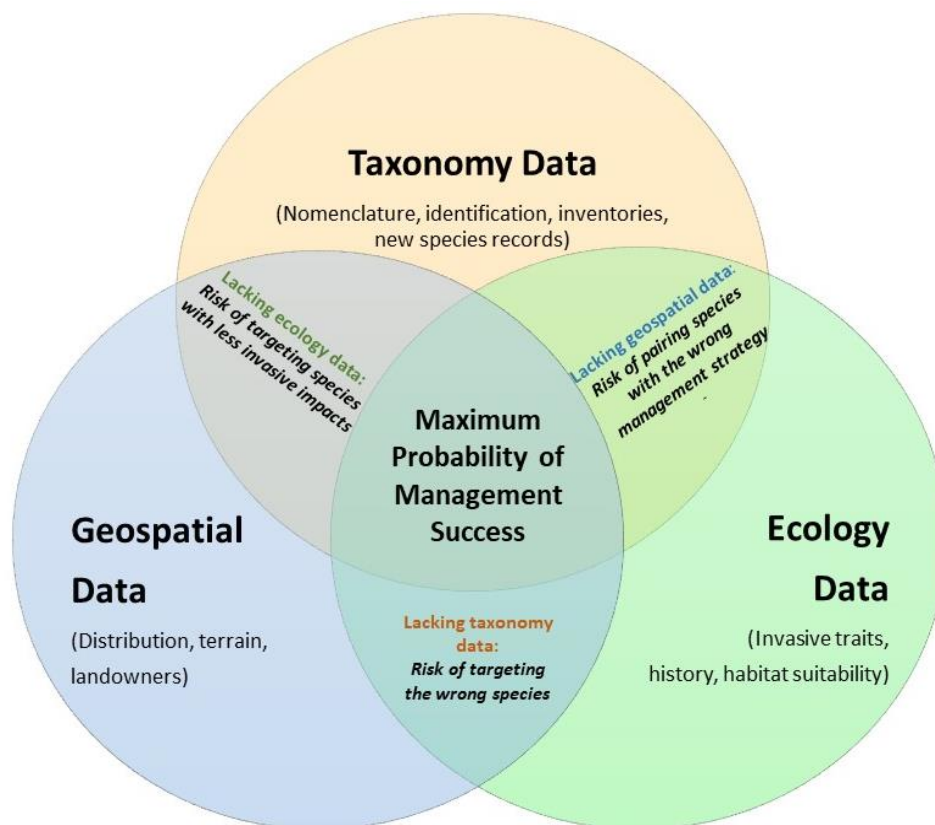 Taxonomy Data
(Nomenclature, identification, inventories,
new species records)
Lacking ecology data:
Risk of targeting species
with less invasive impacts
Lacking geospatial data:
Risk of pairing species
with the wrong
management strategy
Maximum
Probability of
Management
Success
Geospatial
Data
(Distribution, terrain,
landowners)
Ecology
Data
(Invasive traits,
history, habitat suitability)
Lacking taxonomy
data:
Risk of targeting
the wrong species